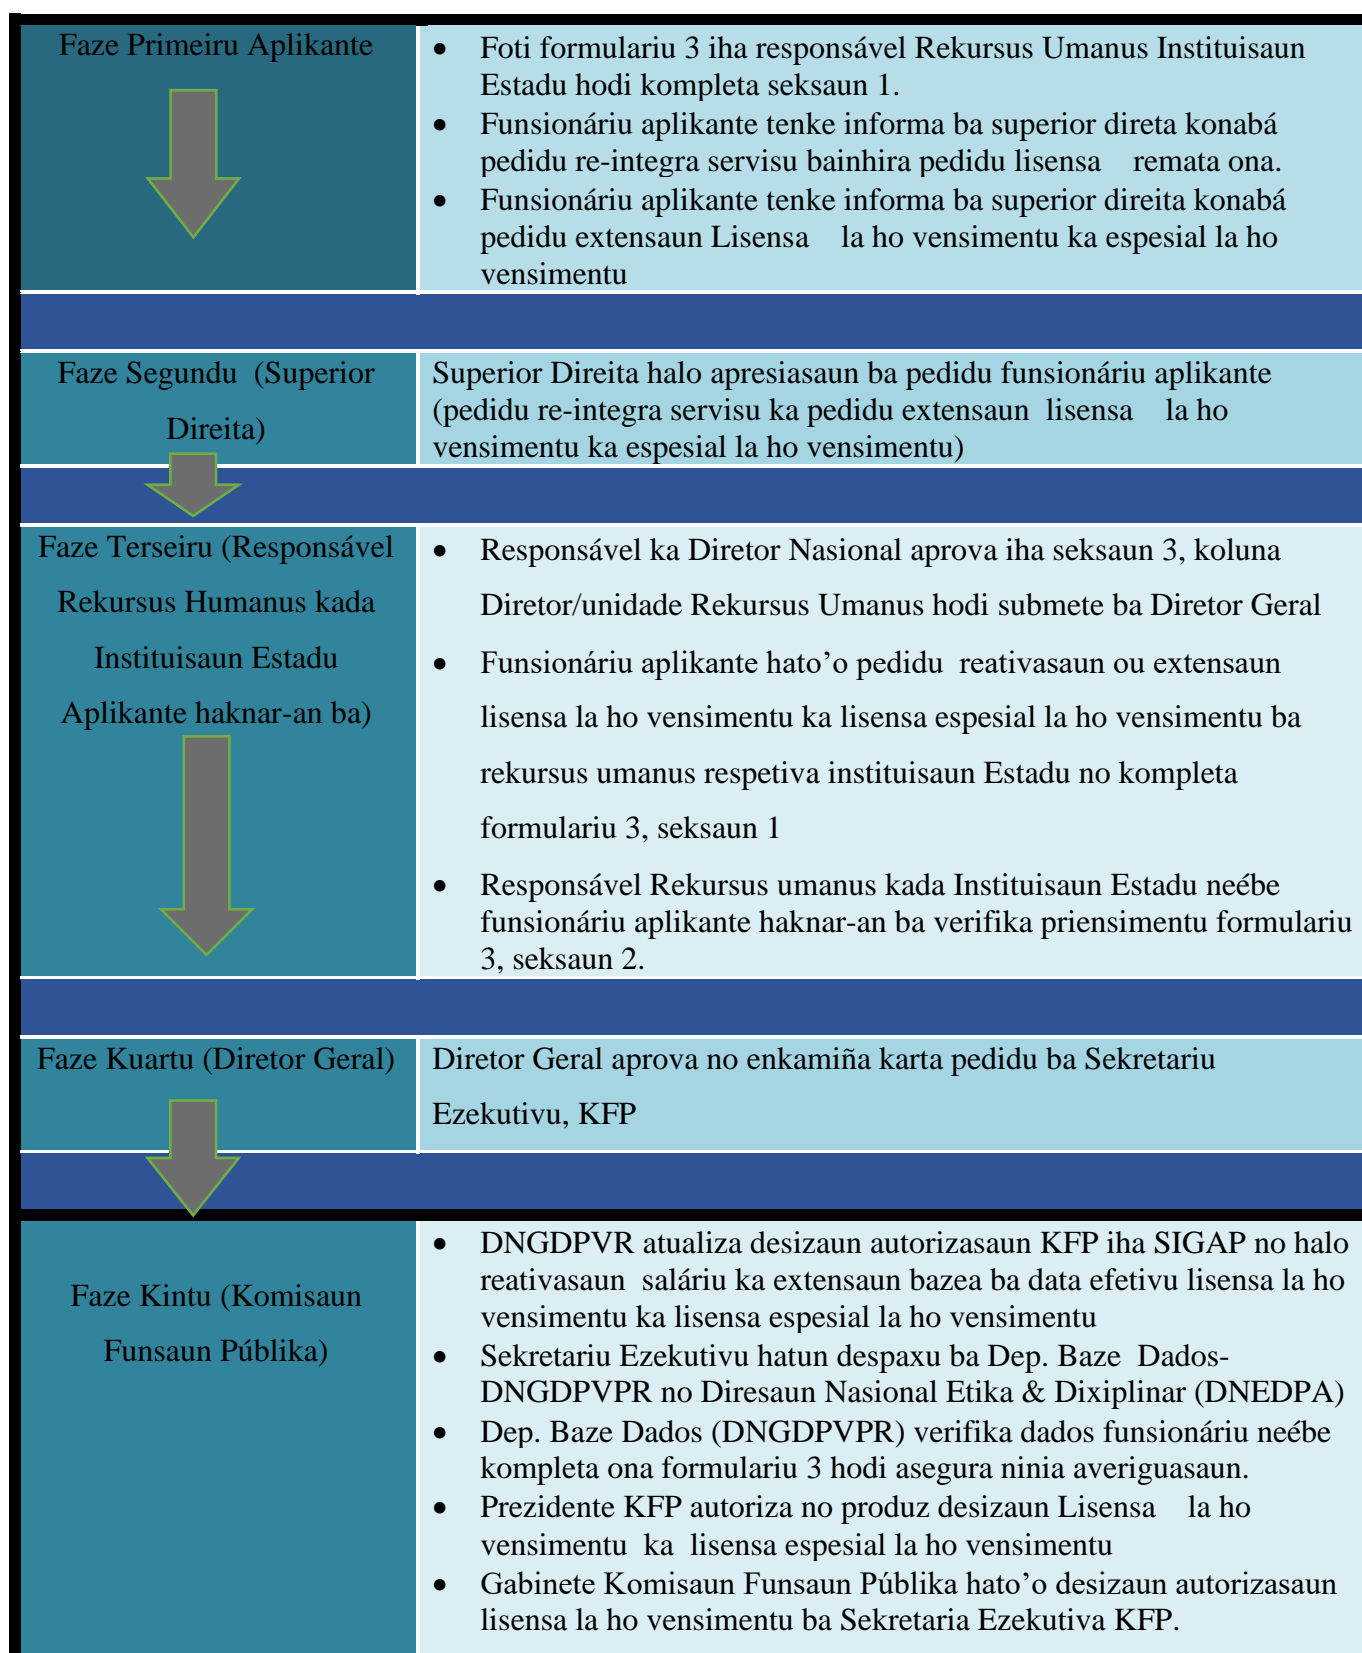 Faze Primeiru Aplikante
• Foti formulariu 3 iha responsável Rekursus Umanus Instituisaun
Estadu hodi kompleta seksaun 1.
• Funsionáriu aplikante tenke informa ba superior direta konabá
pedidu re-integra servisu bainhira pedidu lisensa remata ona.
• Funsionáriu aplikante tenke informa ba superior direita konabá
pedidu extensaun Lisensa la ho vensimentu ka espesial la ho
vensimentu
Faze Segundu (Superior
Direita)
Superior Direita halo apresiasaun ba pedidu funsionáriu aplikante
(pedidu re-integra servisu ka pedidu extensaun lisensa la ho
vensimentu ka espesial la ho vensimentu)
Faze Terseiru (Responsável
Rekursus Humanus kada
Instituisaun Estadu
Aplikante haknar-an ba)
• Responsável ka Diretor Nasional aprova iha seksaun 3, koluna
Diretor/unidade Rekursus Umanus hodi submete ba Diretor Geral
• Funsionáriu aplikante hato’o pedidu reativasaun ou extensaun
lisensa la ho vensimentu ka lisensa espesial la ho vensimentu ba
rekursus umanus respetiva instituisaun Estadu no kompleta
formulariu 3, seksaun 1
• Responsável Rekursus umanus kada Instituisaun Estadu neébe
funsionáriu aplikante haknar-an ba verifika priensimentu formulariu
3, seksaun 2.
Faze Kuartu (Diretor Geral)
Diretor Geral aprova no enkamiña karta pedidu ba Sekretariu
Ezekutivu, KFP
Faze Kintu (Komisaun
Funsaun Públika)
• DNGDPVR atualiza desizaun autorizasaun KFP iha SIGAP no halo
reativasaun saláriu ka extensaun bazea ba data efetivu lisensa la ho
vensimentu ka lisensa espesial la ho vensimentu
• Sekretariu Ezekutivu hatun despaxu ba Dep. Baze Dados-
DNGDPVPR no Diresaun Nasional Etika & Dixiplinar (DNEDPA)
• Dep. Baze Dados (DNGDPVPR) verifika dados funsionáriu neébe
kompleta ona formulariu 3 hodi asegura ninia averiguasaun.
• Prezidente KFP autoriza no produz desizaun Lisensa la ho
vensimentu ka lisensa espesial la ho vensimentu
• Gabinete Komisaun Funsaun Públika hato’o desizaun autorizasaun
lisensa la ho vensimentu ba Sekretaria Ezekutiva KFP.